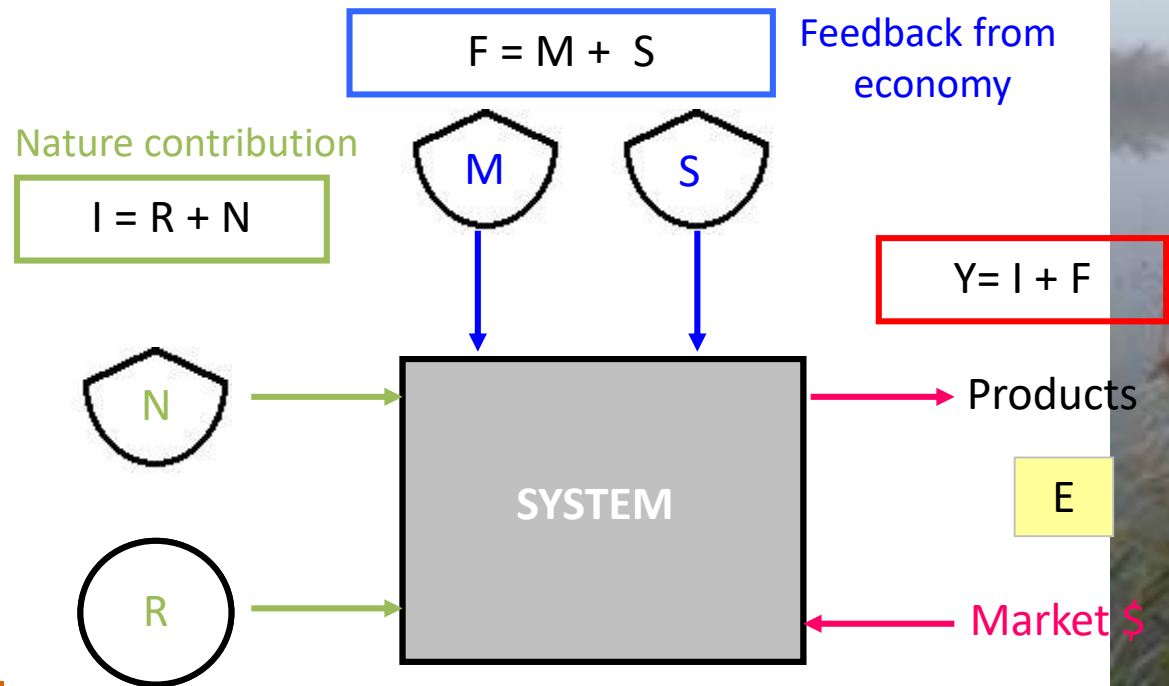 F = M + S
Feedback from
economy
Nature contribution
I = R + N
M
S
Y= I + F
N
Products
SYSTEM
E
R
Market $